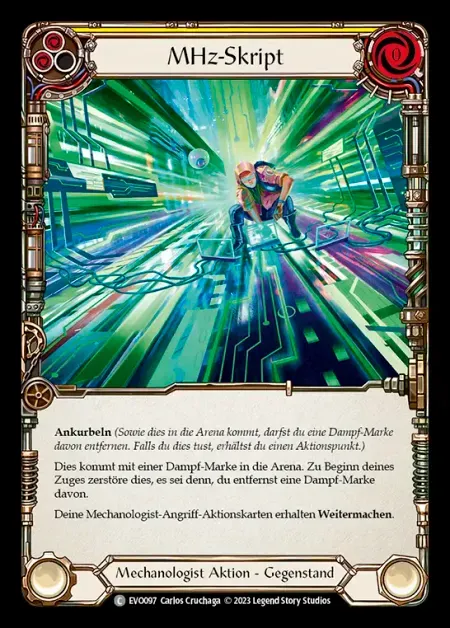 MHz-Skript
0
Ankurbeln (Sowie dies in die Arena kommt, darfst du eine Dampf-Marke
davon entfernen. Falls du dies tust, erhältst du einen Aktionspunkt.)
Dies kommt mit einer Dampf-Marke in die Arena. Zu Beginn deines
Zuges zerstöre dies, es sei denn, du entfernst eine Dampf-Marke
davon.
Deine Mechanologist-Angriff-Aktionskarten erhalten Weitermachen.
Mechanologist Aktion - Gegenstand
C EVO097 Carlos Cruchaga © 2023 Legend Story Studios